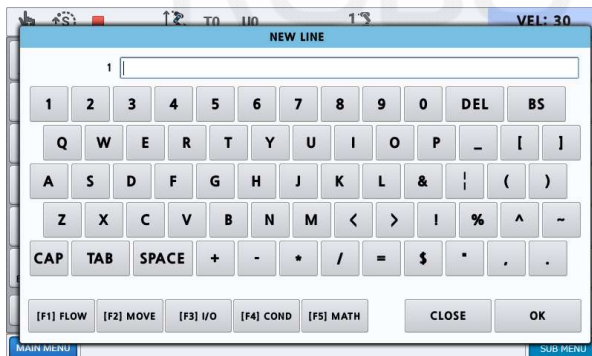 S T0 U0 1 S VEL: 30
NEW LINE
1
1 2 3 4 5 6 7 8 9 0 DEL BS
Q W E R T Y U I O P _ [ ]
A S D F G H J K L & ¦ ( )
Z X C V B N M < > ! % ^ ~
CAP TAB SPACE + - * / = $ " , .
[F1] FLOW [F2] MOVE [F3] I/O [F4] COND [F5] MATH CLOSE OK
MAIN MENU SUB MENU